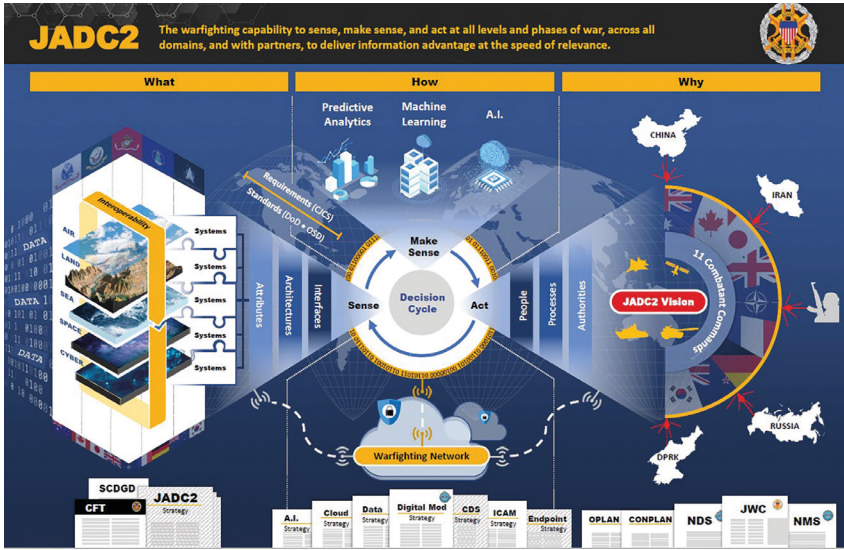 JADC2
The warfighting capability to sense, make sense, and act at all levels and phases of war, across all
domains, and with partners, to deliver information advantage at the speed of relevance.
What
How
Why
Interoperability
AIR
LAND
SEA
SPACE
CYBER
DATA
DATA
DATA
Systems
Systems
Systems
Systems
Systems
Attributes
Architectures
Interfaces
Predictive
Analytics
Machine
Learning
A.I.
Requirements (CJCS)
Standards (DoD • OSD)
Make
Sense
Sense
Decision
Cycle
Act
People
Processes
Authorities
Warfighting Network
CHINA
IRAN
RUSSIA
DPRK
11 Combatant Commands
JADC2 Vision
SCDGD
CFT
JADC2
Strategy
A.I.
Strategy
Cloud
Strategy
Data
Strategy
Digital Mod
Strategy
CDS
Strategy
ICAM
Strategy
Endpoint
Strategy
OPLAN
CONPLAN
NDS
JWC
NMS